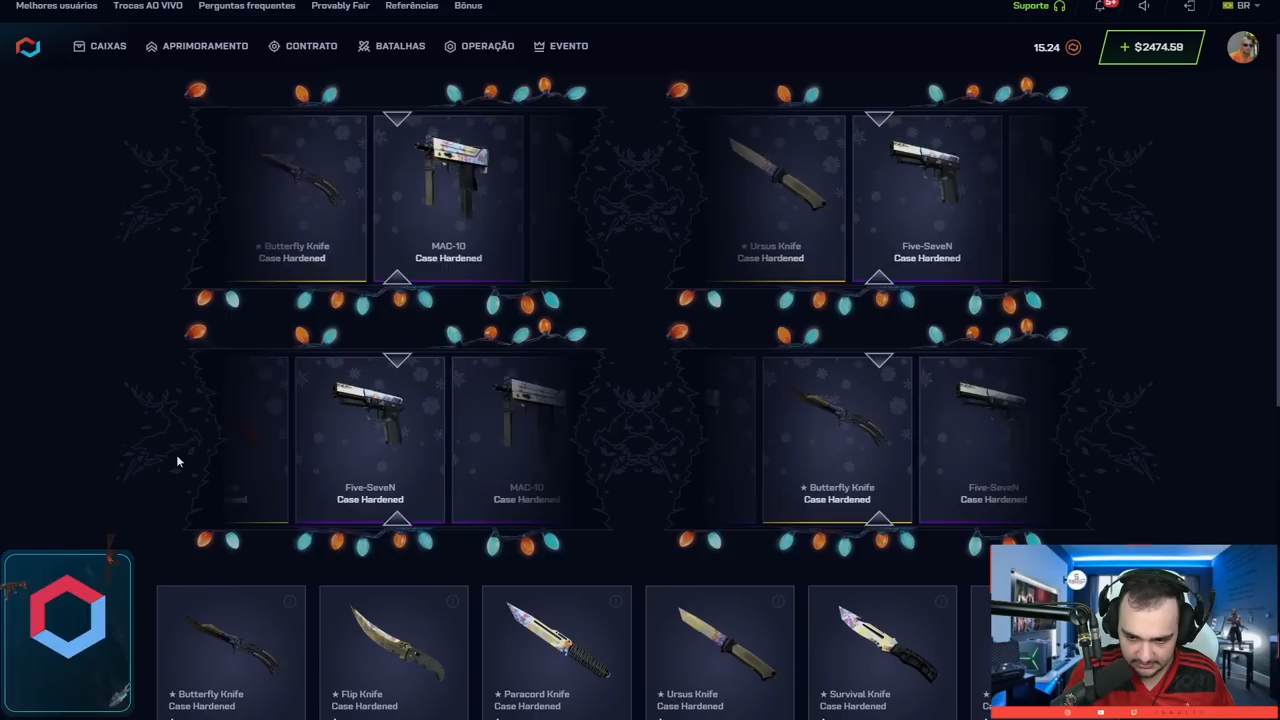 Melhores usuários Trocas AO VIVO Perguntas frequentes Provably Fair Referências Bônus Suporte 5+ BR
CAIXAS APRIMORAMENTO CONTRATO BATALHAS OPERAÇÃO EVENTO 15.24 + $2474.59
★ Butterfly Knife
Case Hardened
MAC-10
Case Hardened
★ Ursus Knife
Case Hardened
Five-SeveN
Case Hardened
Five-SeveN
Case Hardened
MAC-10
Case Hardened
★ Butterfly Knife
Case Hardened
Five-SeveN
Case Hardened
★ Butterfly Knife
Case Hardened
★ Flip Knife
Case Hardened
★ Paracord Knife
Case Hardened
★ Ursus Knife
Case Hardened
★ Survival Knife
Case Hardened